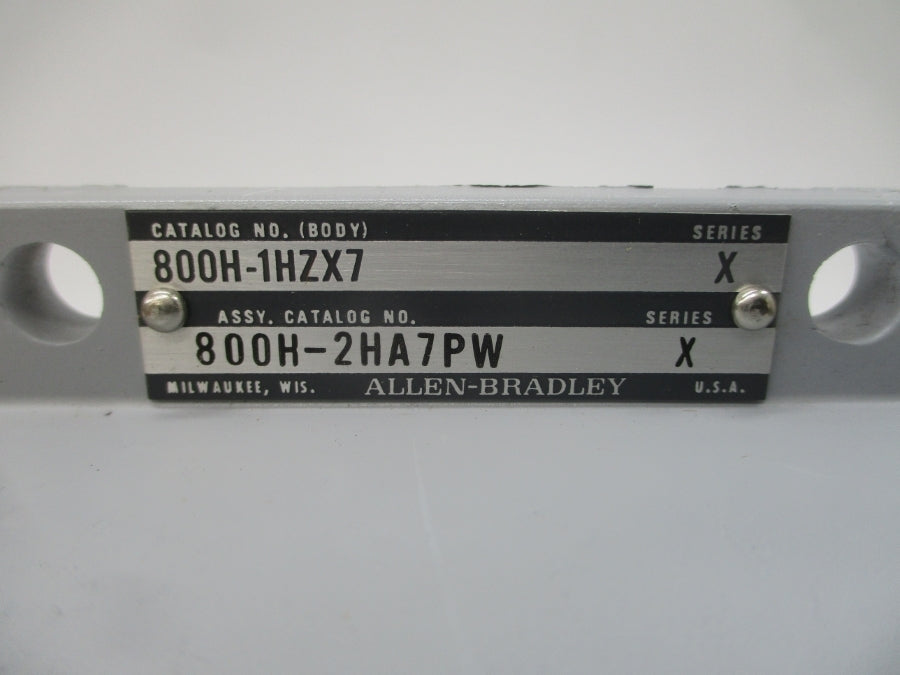 CATALOG NO. (BODY) SERIES
800H-1HZX7 X
ASSY. CATALOG NO. SERIES
800H-2HA7PW X
MILWAUKEE, WIS. ALLEN-BRADLEY U.S.A.